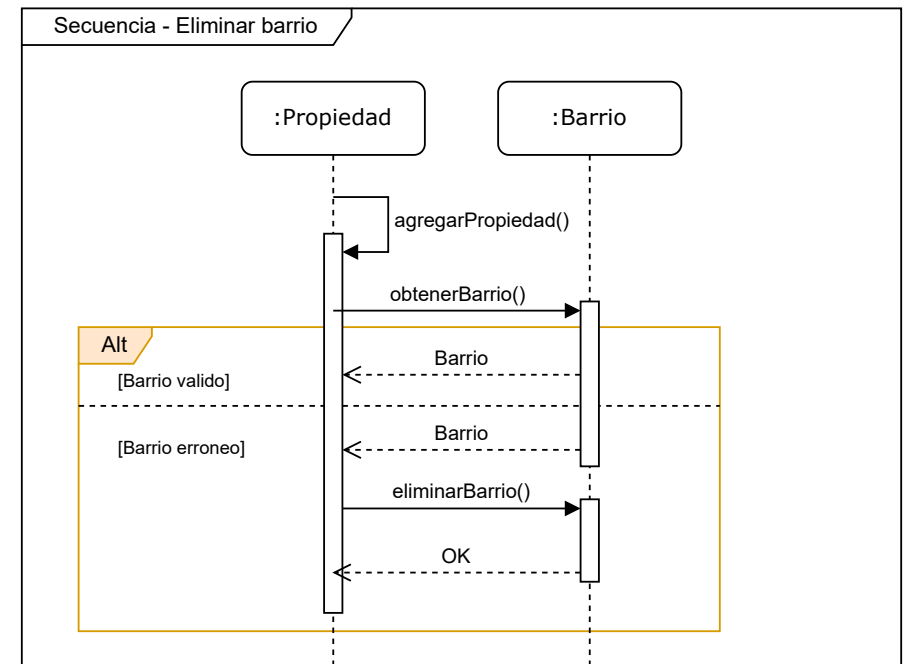 Secuencia - Eliminar barrio
:Propiedad
:Barrio
agregarPropiedad()
obtenerBarrio()
Alt
Barrio
[Barrio valido]
Barrio
[Barrio erroneo]
eliminarBarrio()
OK